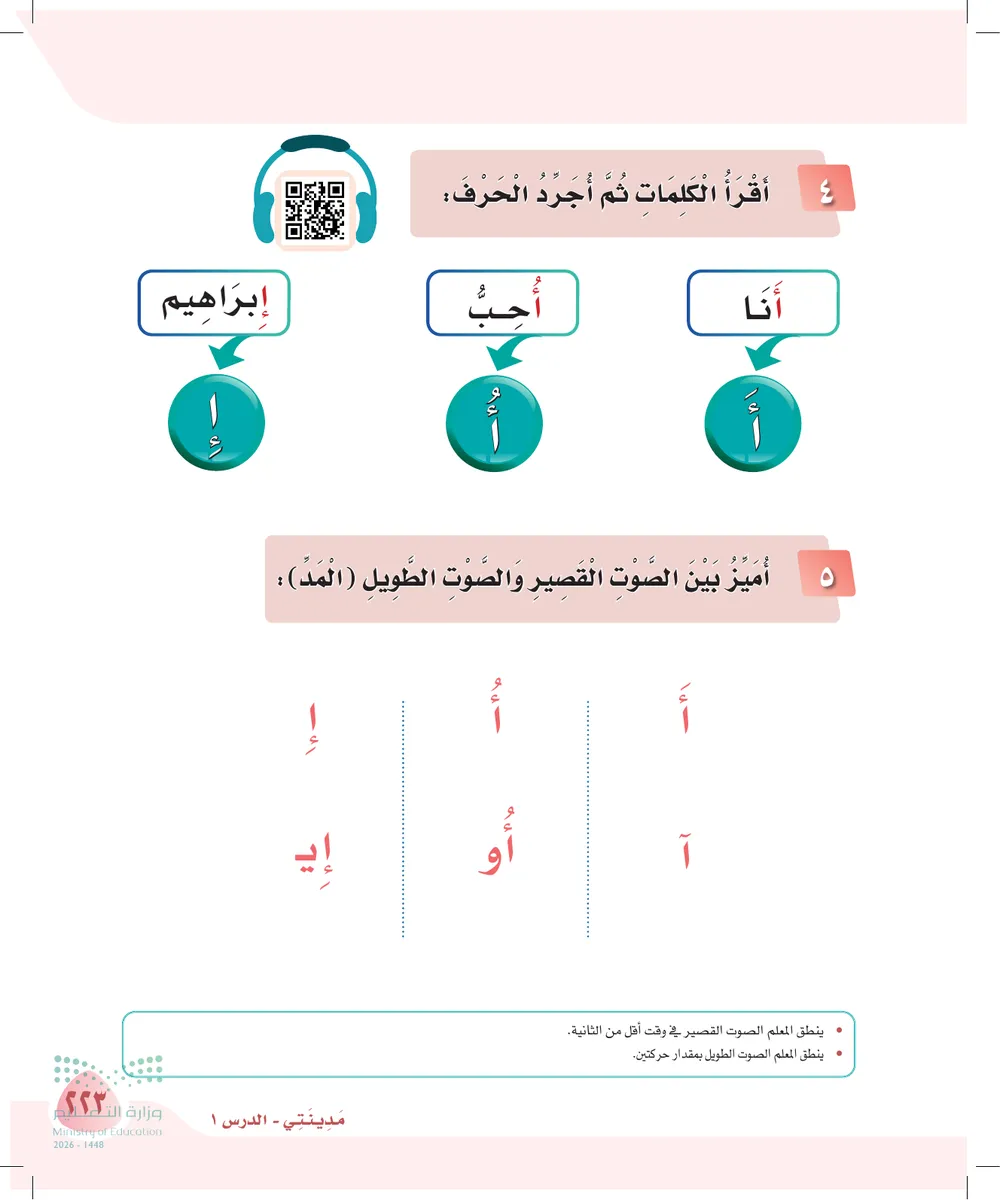 ٤
أَقْرَأُ الْكَلِمَاتِ ثُمَّ أُجَرِّدُ الْحَرْفَ:
أَنَا
أُحِبُّ
إِبرَاهِيم
أَ
أُ
إِ
٥
أُمَيِّزُ بَيْنَ الصَّوْتِ الْقَصِيرِ وَالصَّوْتِ الطَّوِيلِ (الْمَدِّ):
أَ
أُ
إِ
آ
أُو
إِيـ
• ينطق المعلم الصوت القصير في وقت أقل من الثانية.
• ينطق المعلم الصوت الطويل بمقدار حركتين.
مَدِينَتِي - الدرس ١
٢٢٣
وزارة التعليم
Ministry of Education
2026 - 1448